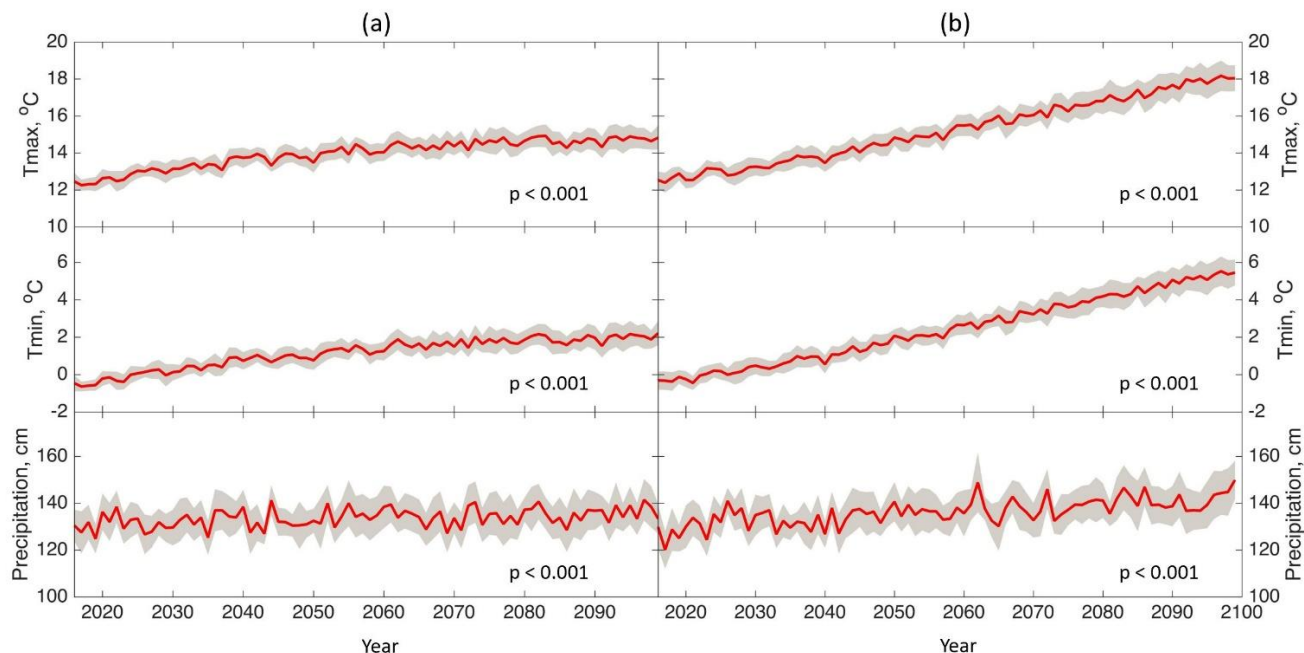 (a) (b)
20 20
18 18
16 16
14 14
12 12
10 10
Tmax, °C Tmax, °C
p < 0.001 p < 0.001
6 6
4 4
2 2
0 0
-2 -2
Tmin, °C Tmin, °C
p < 0.001 p < 0.001
160 160
140 140
120 120
100 100
Precipitation, cm Precipitation, cm
p < 0.001 p < 0.001
2020 2030 2040 2050 2060 2070 2080 2090 2020 2030 2040 2050 2060 2070 2080 2090 2100
Year Year